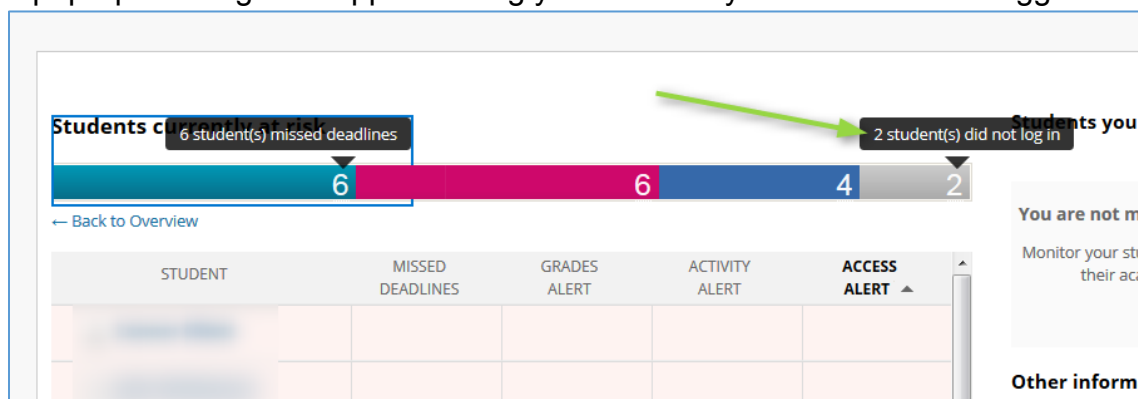 Students currently at risk
6 student(s) missed deadlines
2 student(s) did not log in
Students you
6 6 4 2
← Back to Overview
You are not m
Monitor your stu
their aca
STUDENT MISSED DEADLINES GRADES ALERT ACTIVITY ALERT ACCESS ALERT
Other inform